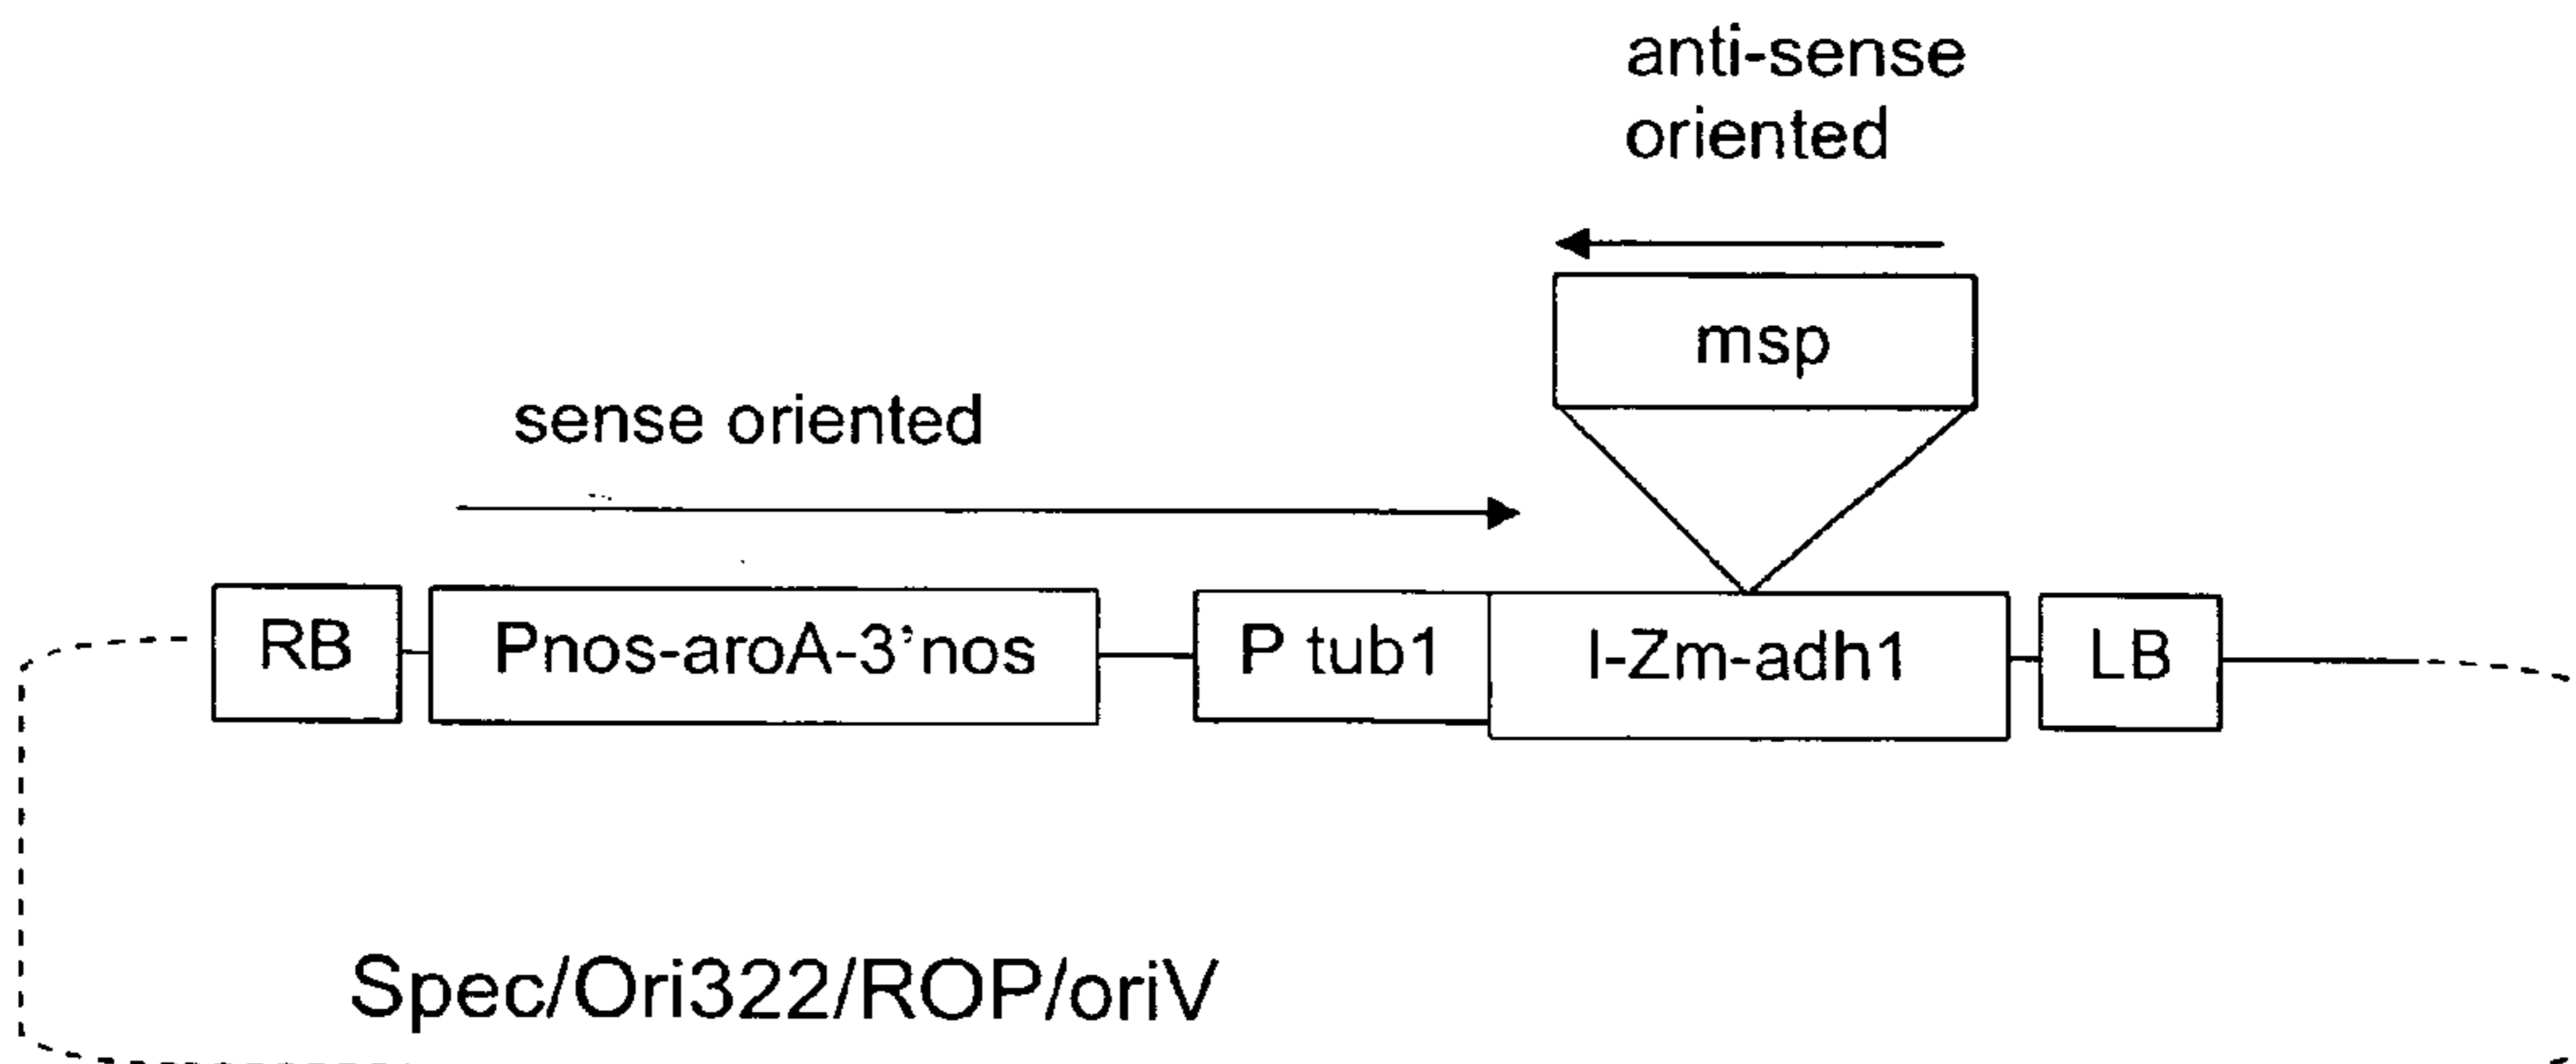 anti-sense
oriented
msp
sense oriented
RB
Pnos-aroA-3’nos
P tub1
I-Zm-adh1
LB
Spec/Ori322/ROP/oriV